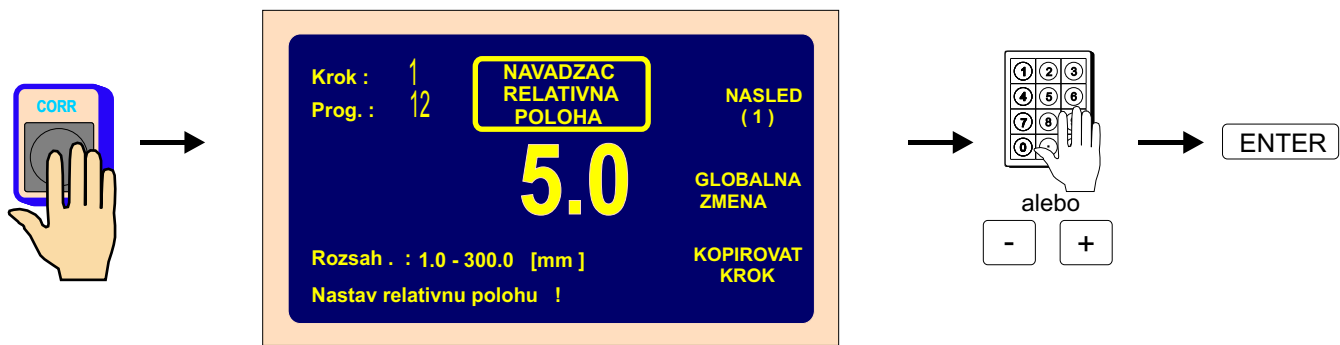 CORR
Krok : 1
Prog. : 12
NAVADZAC
RELATIVNA
POLOHA
5.0
NASLED
( 1 )
GLOBALNA
ZMENA
KOPIROVAT
KROK
Rozsah . : 1.0 - 300.0 [mm ]
Nastav relativnu polohu !
1 2 3
4 5 6
7 8
0
alebo
- +
ENTER